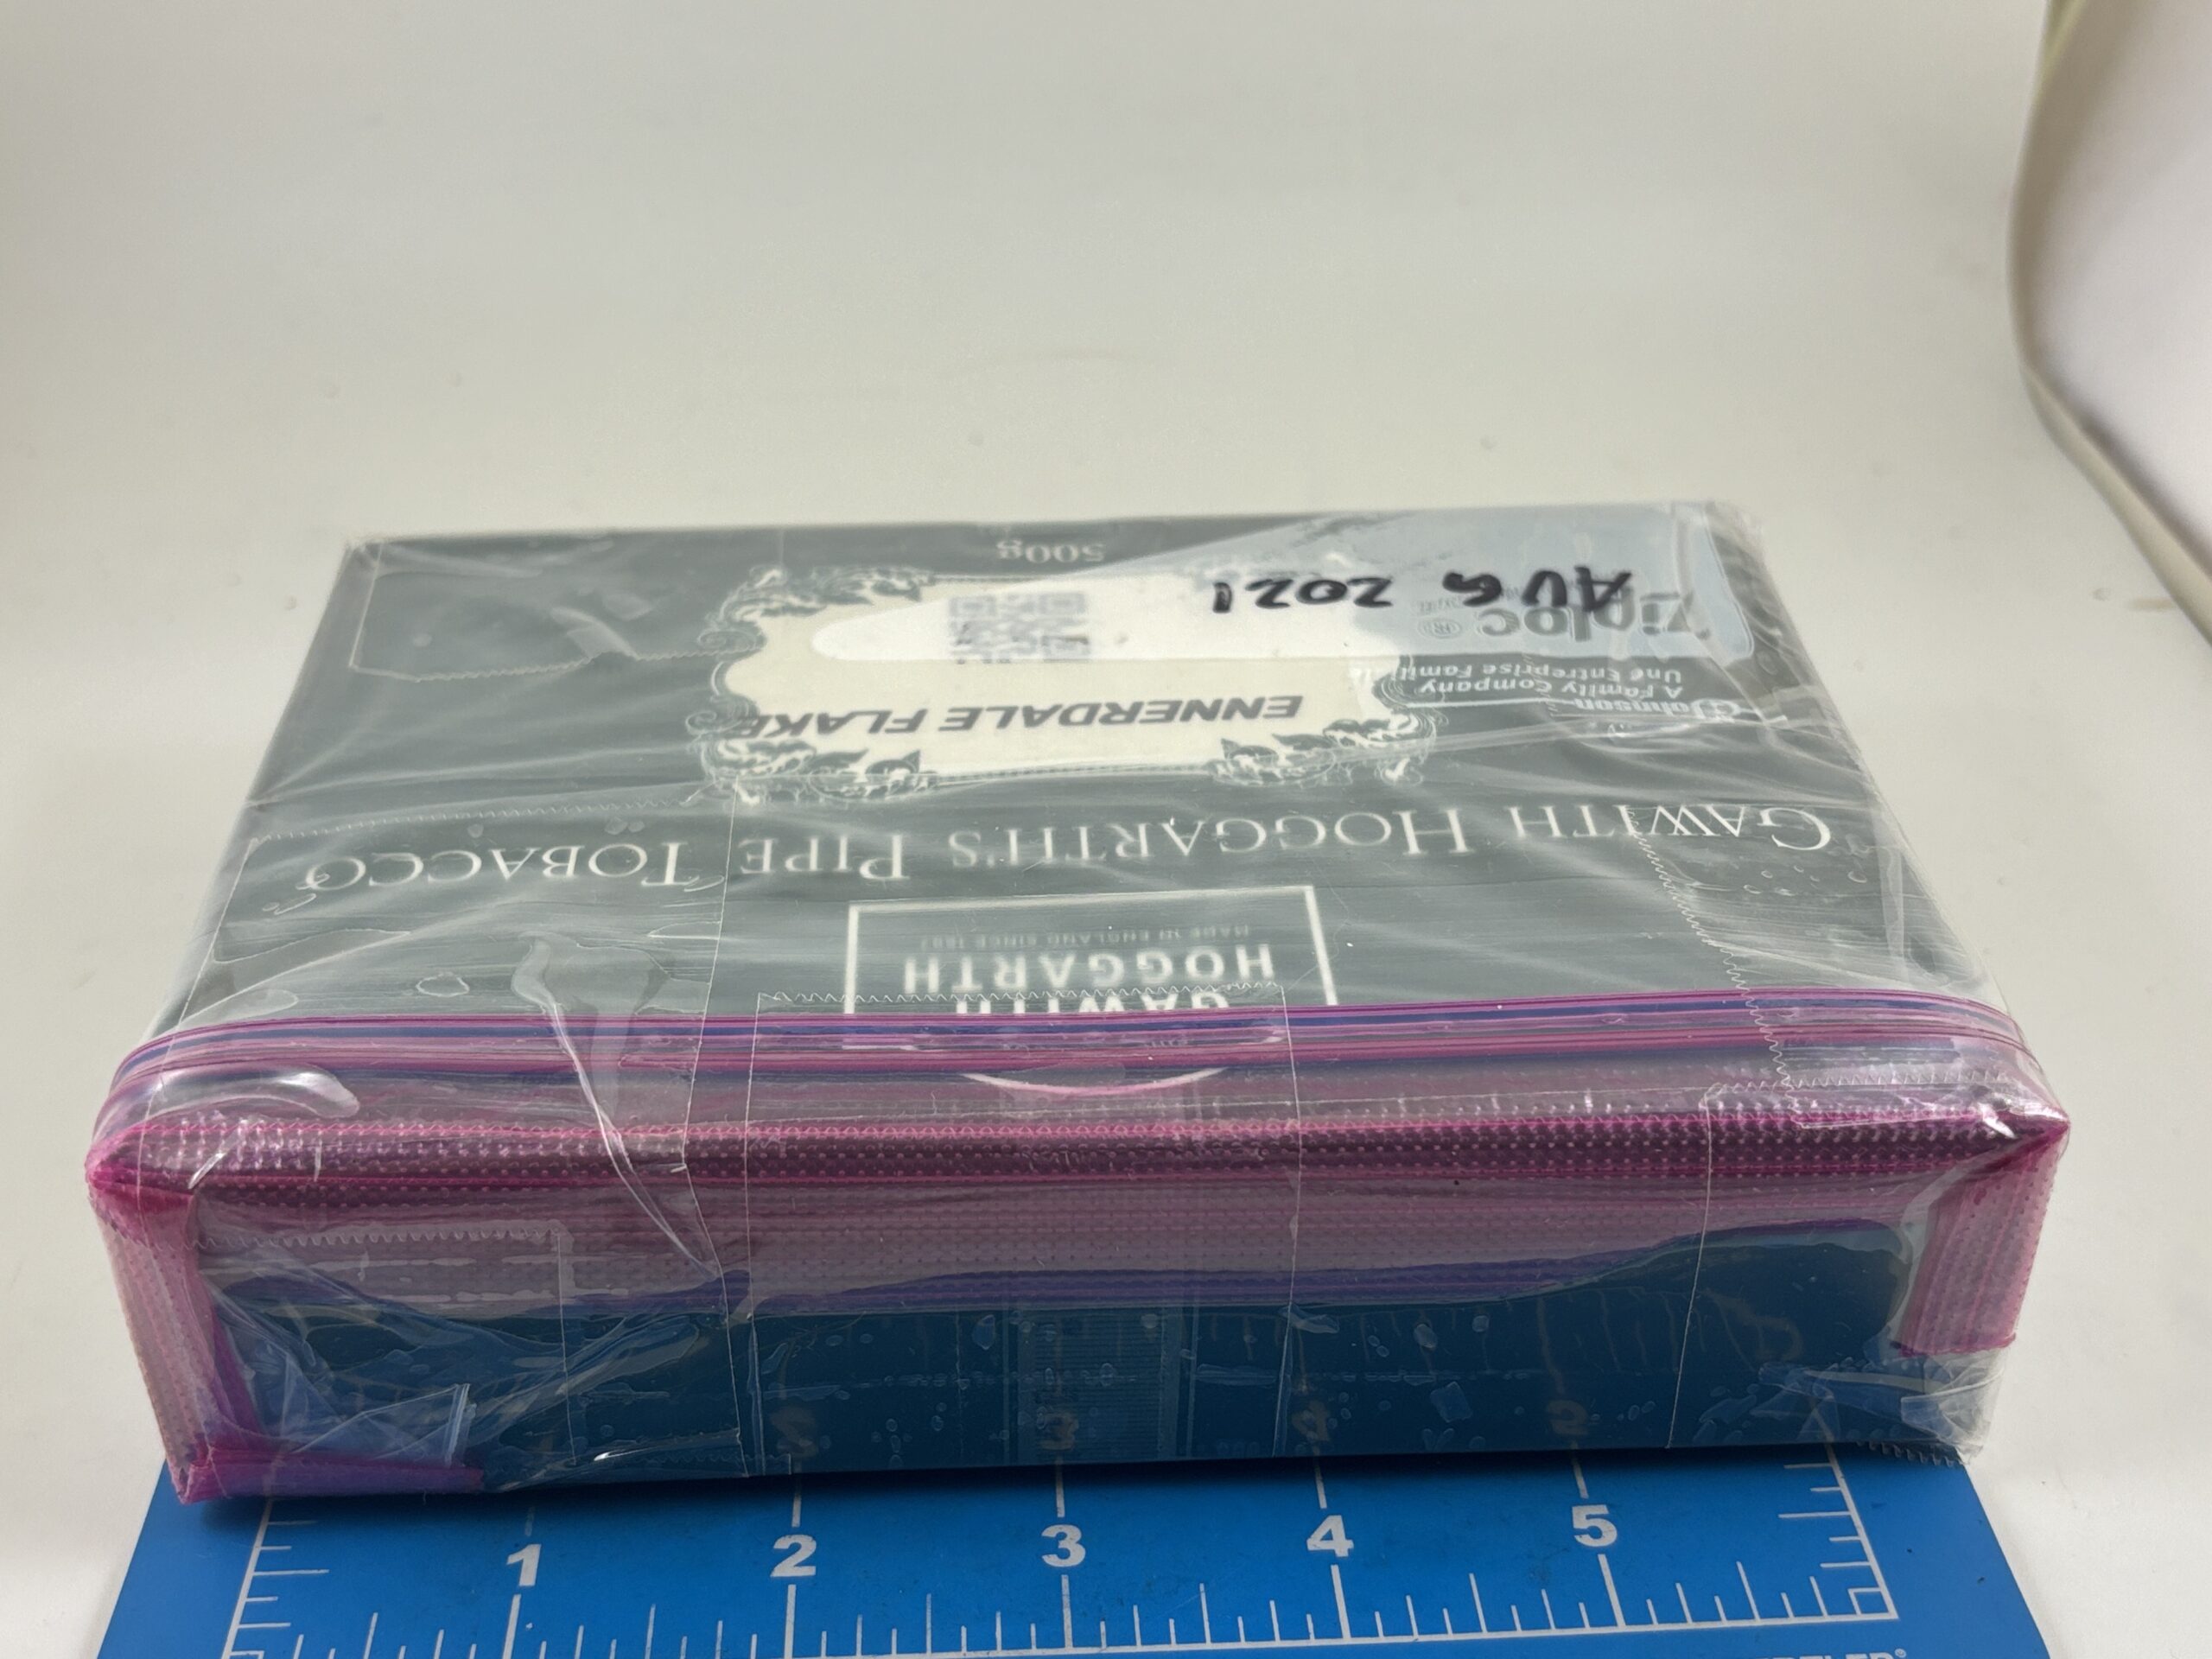 GAWITH
HOGGARTH
MADE IN ENGLAND SINCE 1887
GAWITH HOGGARTH'S PIPE TOBACCO
ENNERDALE FLAKE
500g
AUG 2021
Ziploc®
A Family Company
Une Entreprise Familiale
Johnson
1 2 3 4 5